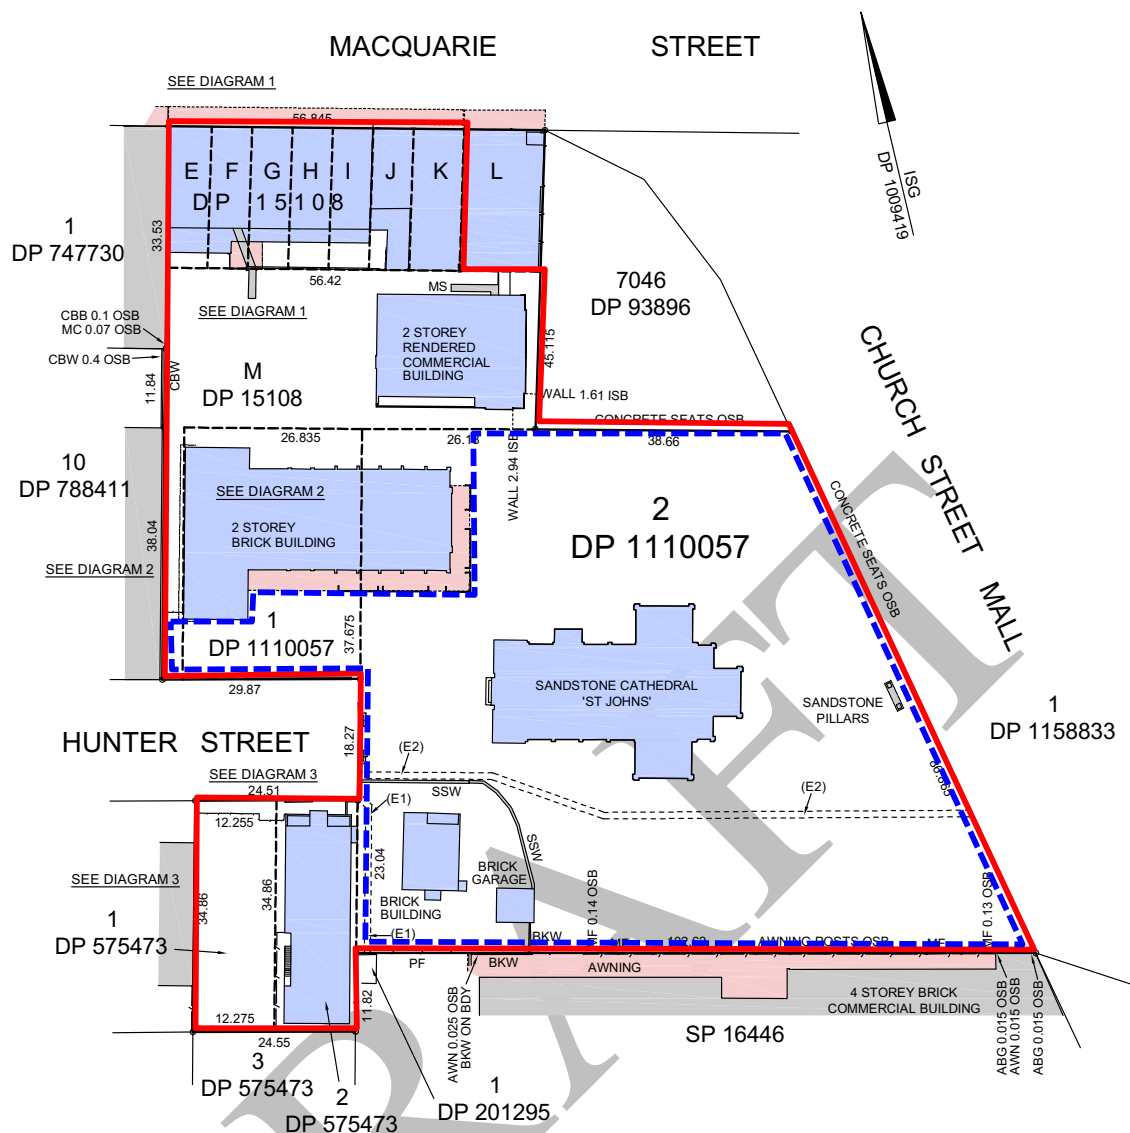 MACQUARIE STREET
SEE DIAGRAM 1
56.845
ISG
DP 1009419
E F G H I J K L
DP 15108
1
DP 747730
33.53
56.42
MS
7046
DP 93896
SEE DIAGRAM 1
CBB 0.1 OSB
MC 0.07 OSB
CBW 0.4 OSB
11.84
CBW
2 STOREY
RENDERED
COMMERCIAL
BUILDING
45.115
M
DP 15108
WALL 1.61 ISB
CONCRETE SEATS OSB
CHURCH STREET MALL
26.835
38.66
WALL 2.94 ISB
10
DP 788411
38.04
SEE DIAGRAM 2
2 STOREY
BRICK BUILDING
2
DP 1110057
CONCRETE SEATS OSB
SEE DIAGRAM 2
1
DP 1110057
37.675
29.87
SANDSTONE CATHEDRAL
'ST JOHNS'
SANDSTONE
PILLARS
1
DP 1158833
HUNTER STREET
18.27
SEE DIAGRAM 3
24.51
(E2)
SSW
(E1)
(E2)
12.255
SSW
23.04
BRICK
GARAGE
BRICK
BUILDING
(E1)
BKW
MF 0.14 OSB
MF 0.13 OSB
AWNING POSTS OSB
MF
SEE DIAGRAM 3
34.86
34.86
1
DP 575473
PF
BKW
AWNING
4 STOREY BRICK
COMMERCIAL BUILDING
11.82
12.275
24.55
AWN 0.025 OSB
BKW ON BDY
SP 16446
ABG 0.015 OSB
AWN 0.015 OSB
ABG 0.015 OSB
3
DP 575473
2
DP 575473
1
DP 201295
DRAFT